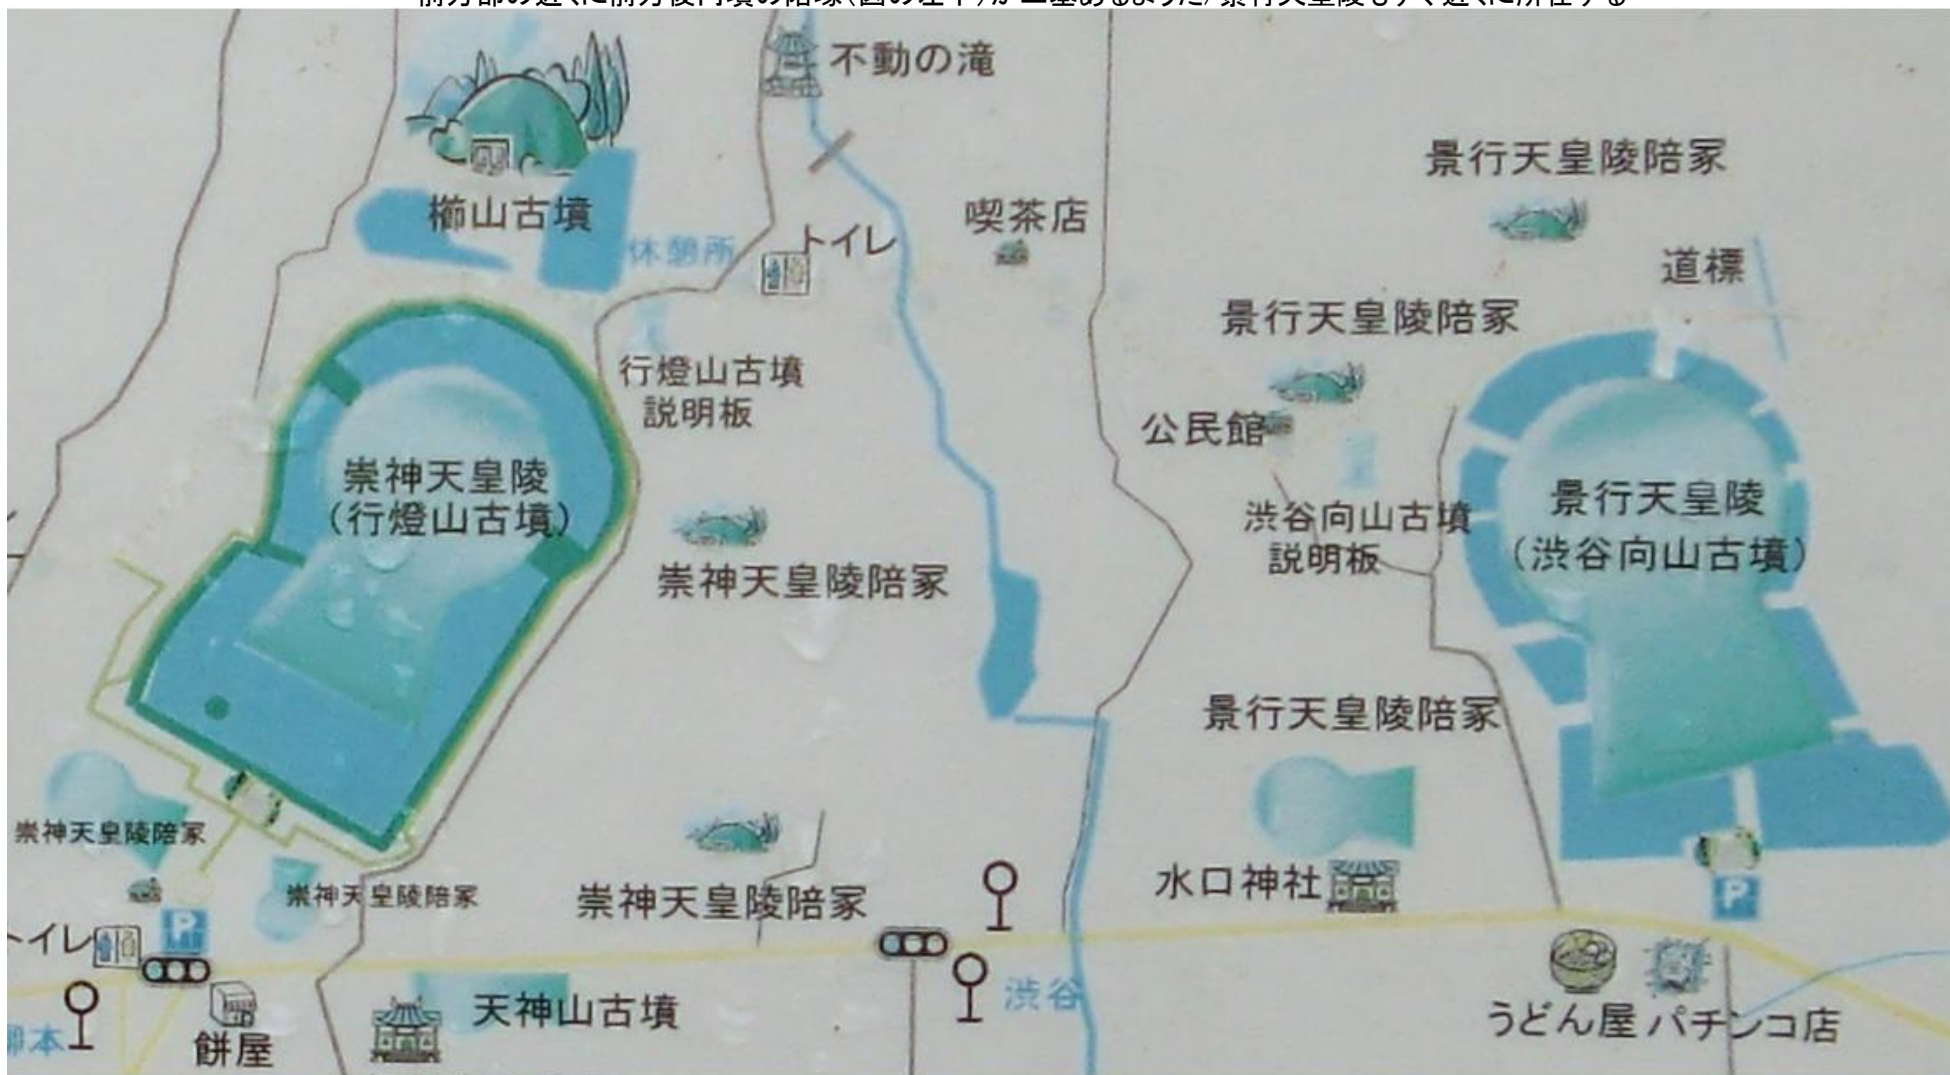 不動の滝
景行天皇陵陪冢
櫛山古墳
喫茶店
休憩所
トイレ
道標
景行天皇陵陪冢
行燈山古墳
説明板
公民館
崇神天皇陵
(行燈山古墳)
景行天皇陵
(渋谷向山古墳)
渋谷向山古墳
説明板
崇神天皇陵陪冢
景行天皇陵陪冢
崇神天皇陵陪冢
水口神社
崇神天皇陵陪冢
崇神天皇陵陪冢
P
P
トイレ
渋谷
天神山古墳
うどん屋
パチンコ店
餅屋